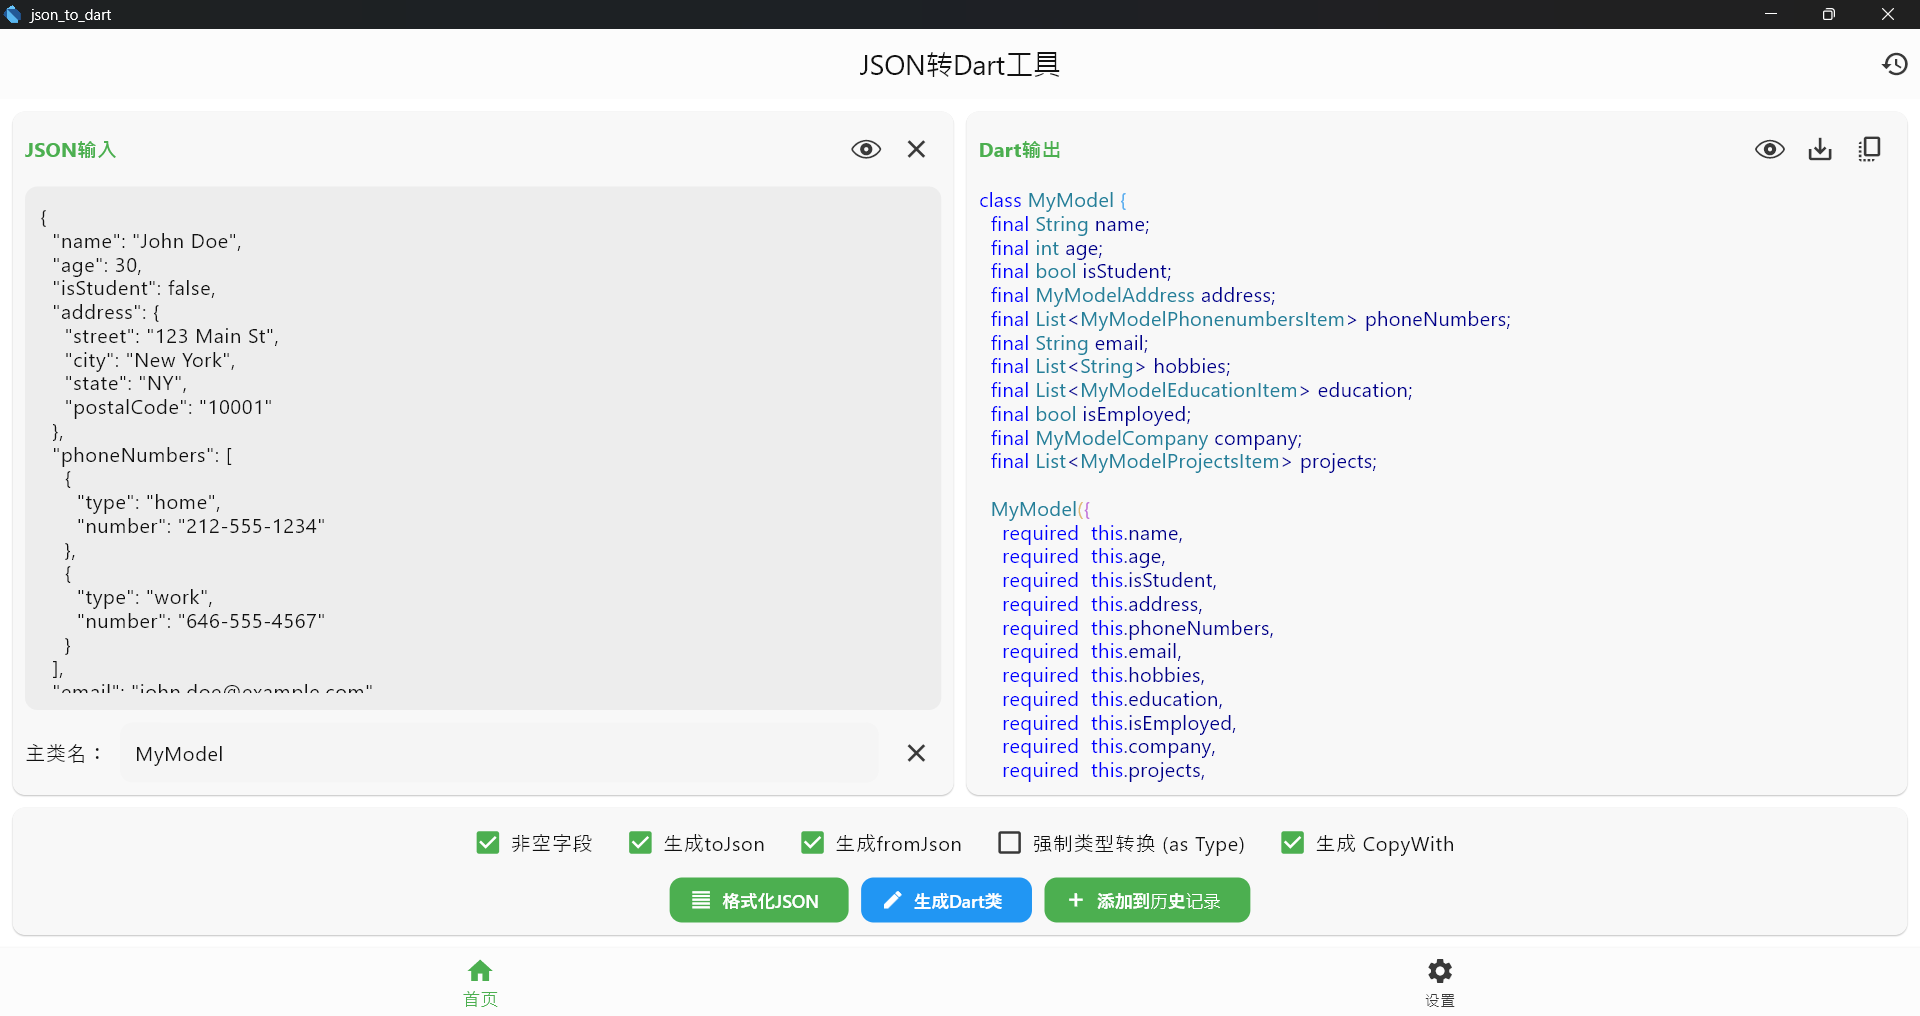 json_to_dart
JSON转Dart工具
JSON输入
{
"name": "John Doe",
"age": 30,
"isStudent": false,
"address": {
"street": "123 Main St",
"city": "New York",
"state": "NY",
"postalCode": "10001"
},
"phoneNumbers": [
{
"type": "home",
"number": "212-555-1234"
},
{
"type": "work",
"number": "646-555-4567"
}
],
"email": "john.doe@example.com"
主类名：
MyModel
Dart输出
class MyModel {
final String name;
final int age;
final bool isStudent;
final MyModelAddress address;
final List<MyModelPhonenumbersItem> phoneNumbers;
final String email;
final List<String> hobbies;
final List<MyModelEducationItem> education;
final bool isEmployed;
final MyModelCompany company;
final List<MyModelProjectsItem> projects;
MyModel({
required this.name,
required this.age,
required this.isStudent,
required this.address,
required this.phoneNumbers,
required this.email,
required this.hobbies,
required this.education,
required this.isEmployed,
required this.company,
required this.projects,
非空字段 生成toJson 生成fromJson 强制类型转换 (as Type) 生成 CopyWith
格式化JSON 生成Dart类 添加到历史记录
首页 设置